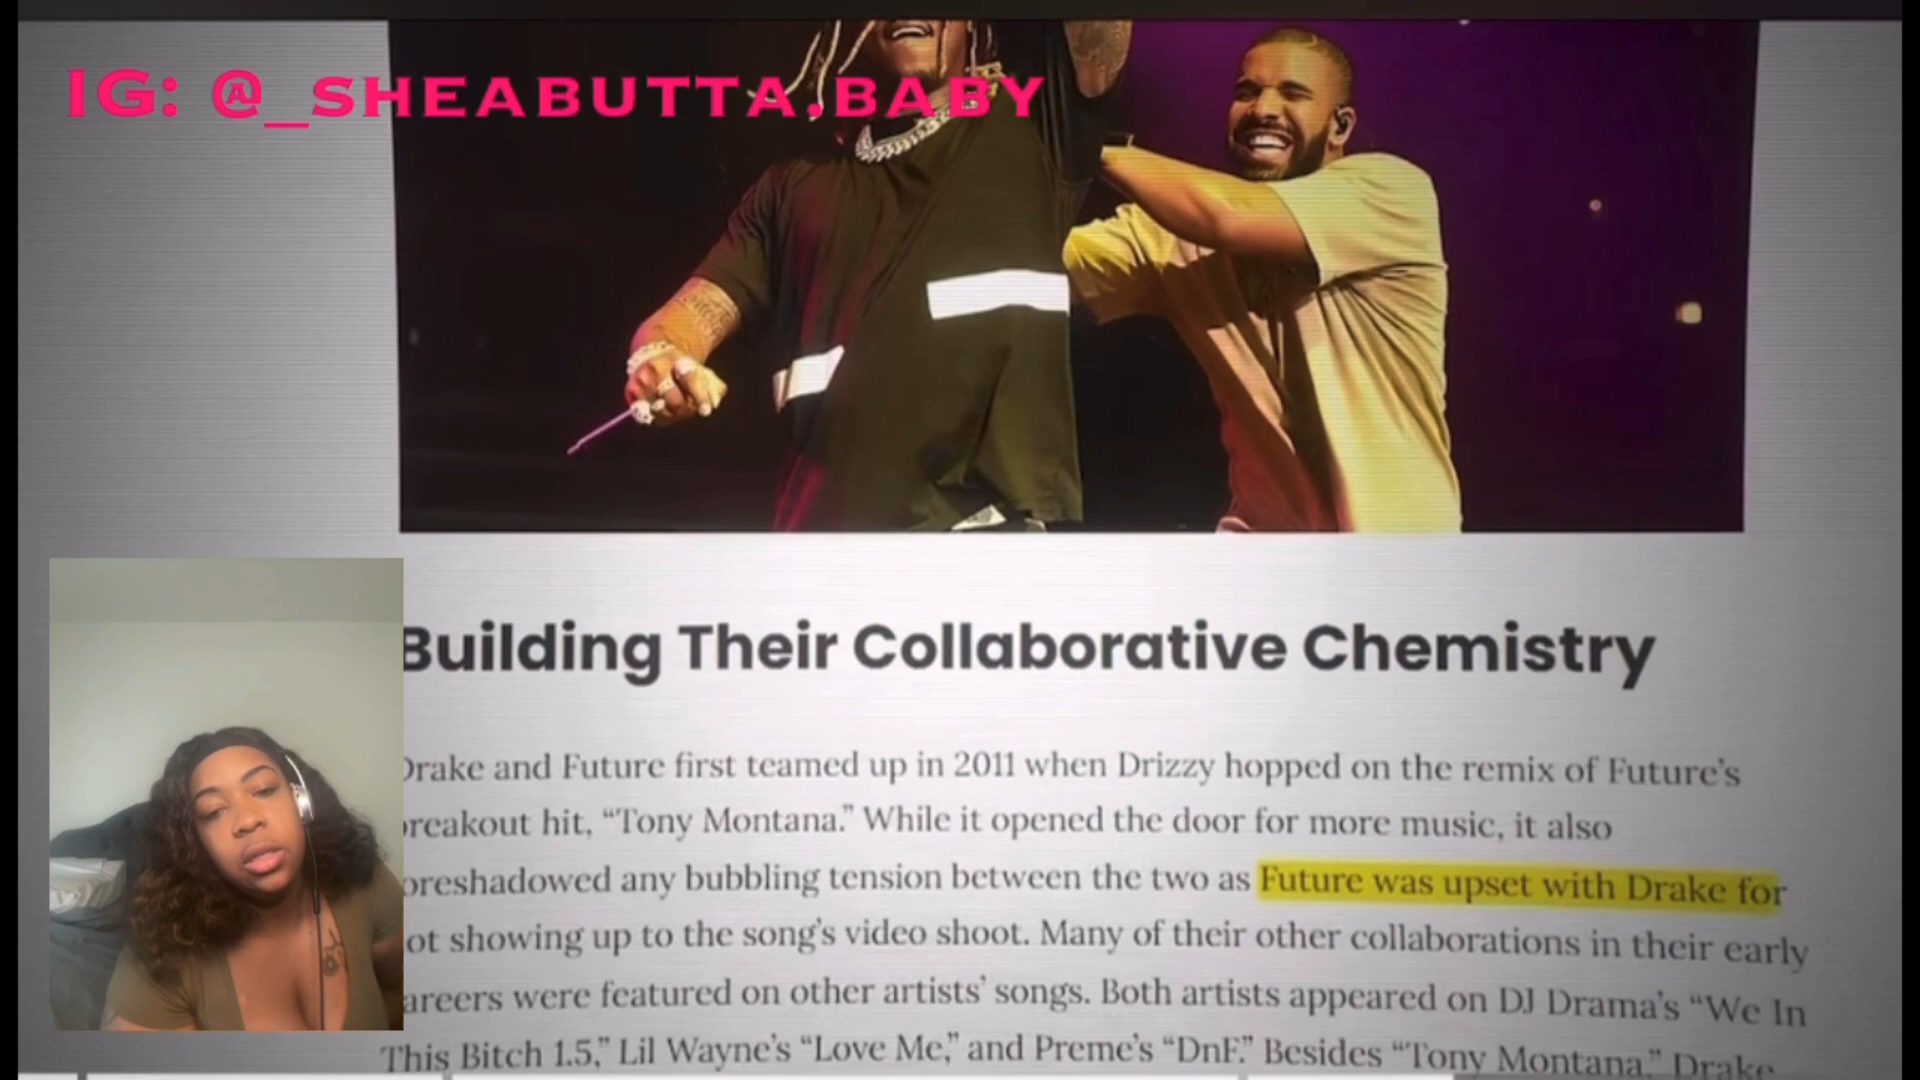 IG: @_SHEABUTTA.BABY
Building Their Collaborative Chemistry
Drake and Future first teamed up in 2011 when Drizzy hopped on the remix of Future’s
breakout hit, “Tony Montana.” While it opened the door for more music, it also
oreshadowed any bubbling tension between the two as Future was upset with Drake for
ot showing up to the song’s video shoot. Many of their other collaborations in their early
areers were featured on other artists’ songs. Both artists appeared on DJ Drama’s “We In
This Bitch 1.5,” Lil Wayne’s “Love Me,” and Preme’s “DnF.” Besides “Tony Montana,” Drake